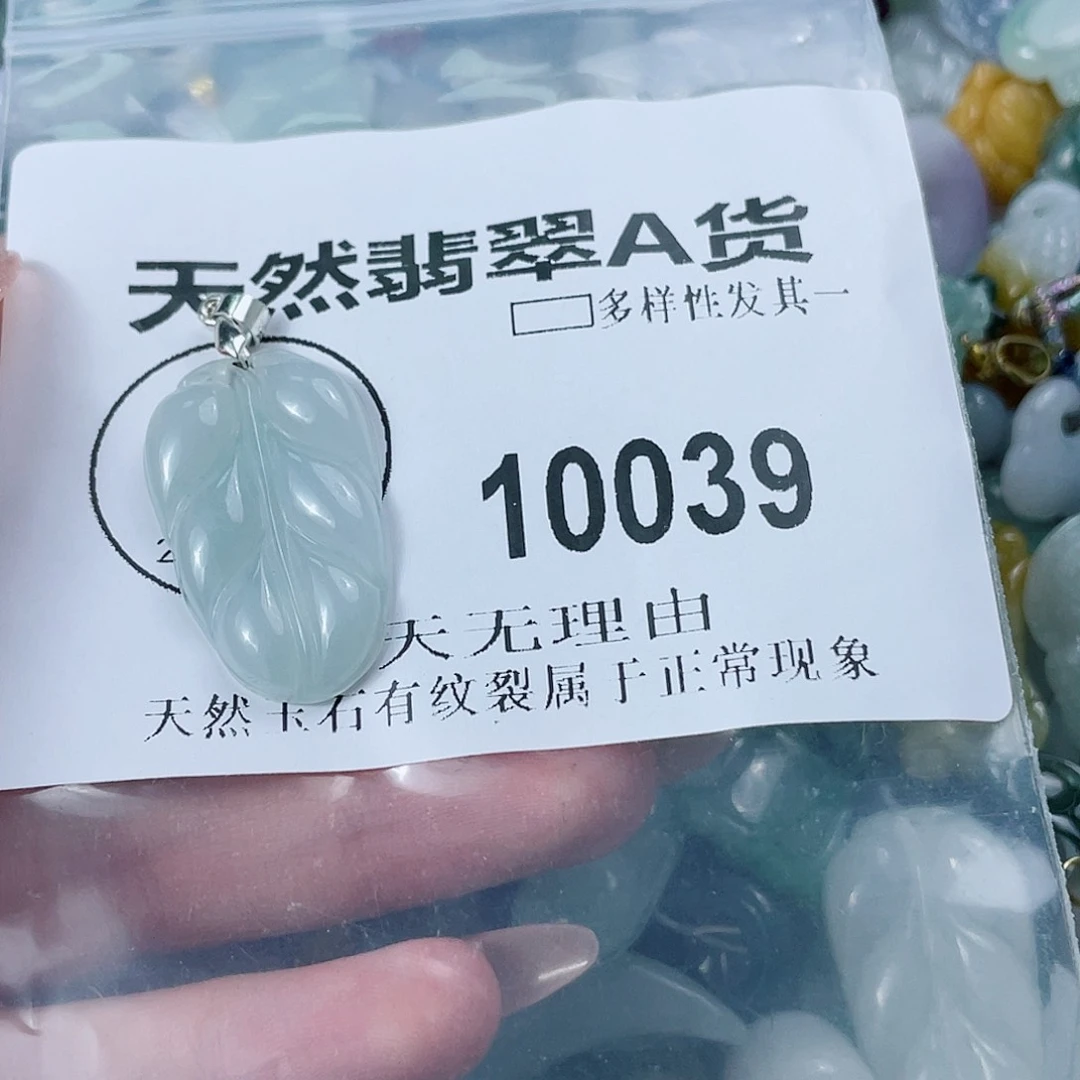 天然翡翠A货
多样性发其一
10039
天无理由
天然玉石有纹裂属于正常现象